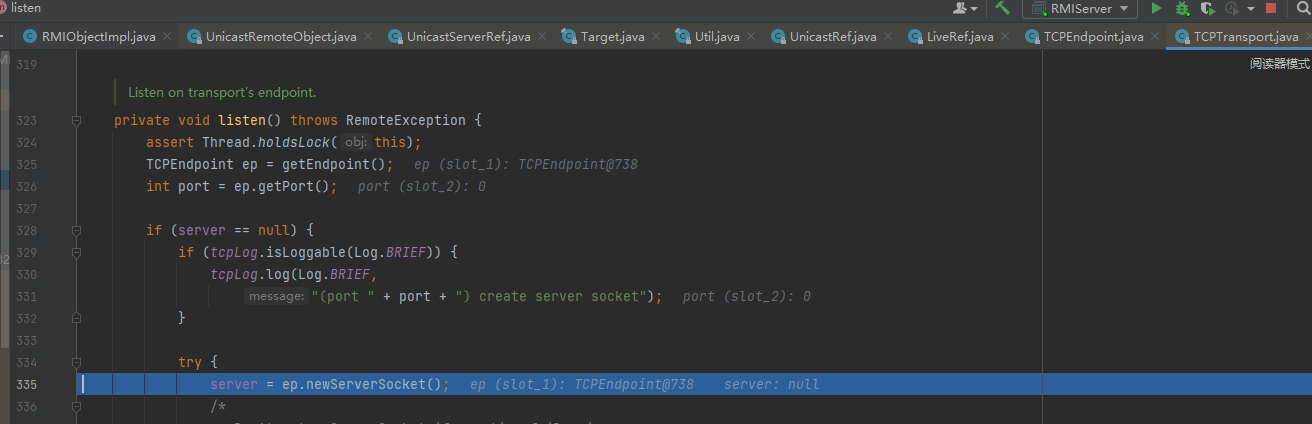 listen
RMIServer
RMIObjectImpl.java
UnicastRemoteObject.java
UnicastServerRef.java
Target.java
Util.java
UnicastRef.java
LiveRef.java
TCPEndpoint.java
TCPTransport.java
319
阅读器模式
Listen on transport's endpoint.
323 private void listen() throws RemoteException {
324 assert Thread.holdsLock( obj: this);
325 TCPEndpoint ep = getEndpoint(); ep (slot_1): TCPEndpoint@738
326 int port = ep.getPort(); port (slot_2): 0
327
328 if (server == null) {
329 if (tcpLog.isLoggable(Log.BRIEF)) {
330 tcpLog.log(Log.BRIEF,
331 message: "(port " + port + ") create server socket"); port (slot_2): 0
332 }
333
334 try {
335 server = ep.newServerSocket(); ep (slot_1): TCPEndpoint@738 server: null
336 /*